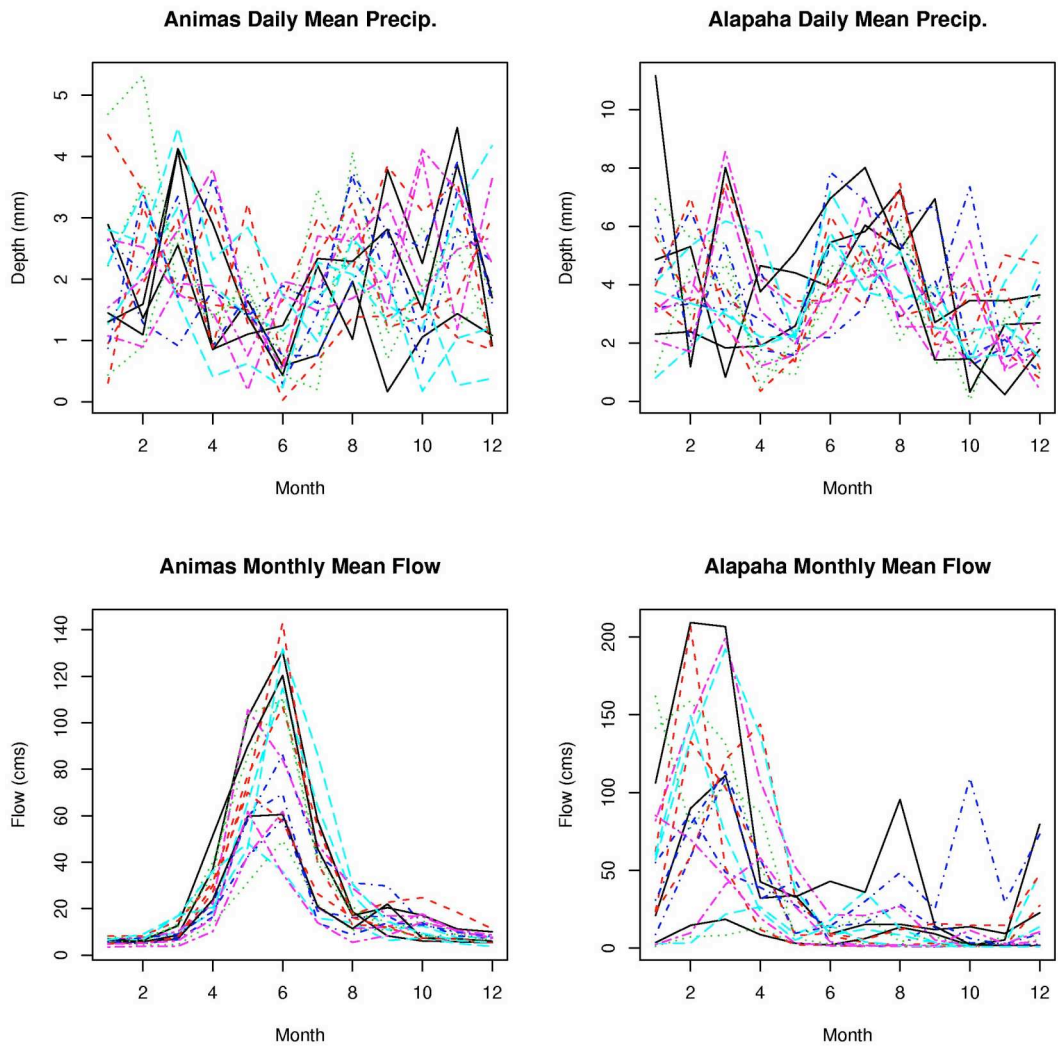 Animas Daily Mean Precip.
Depth (mm)
0 1 2 3 4 5
2 4 6 8 10 12
Month
Alapaha Daily Mean Precip.
Depth (mm)
0 2 4 6 8 10
2 4 6 8 10 12
Month
Animas Monthly Mean Flow
Flow (cms)
0 20 40 60 80 100 120 140
2 4 6 8 10 12
Month
Alapaha Monthly Mean Flow
Flow (cms)
0 50 100 150 200
2 4 6 8 10 12
Month